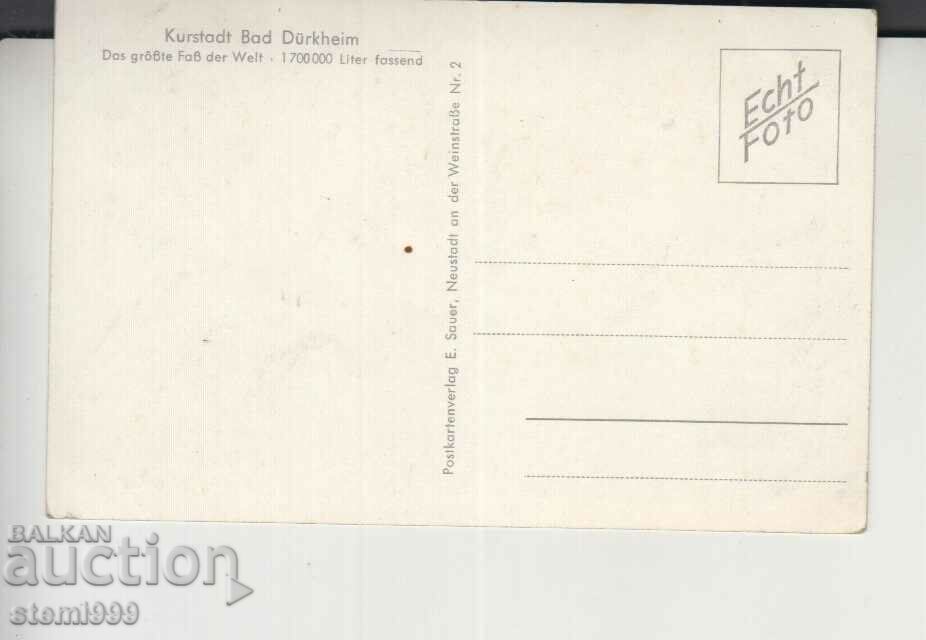 Kurstadt Bad Dürkheim
Das größte Faß der Welt · 1700000 Liter fassend
Postkartenverlag E. Sauer, Neustadt an der Weinstraße Nr. 2
Echt
Foto
BALKAN
auction
stemi999